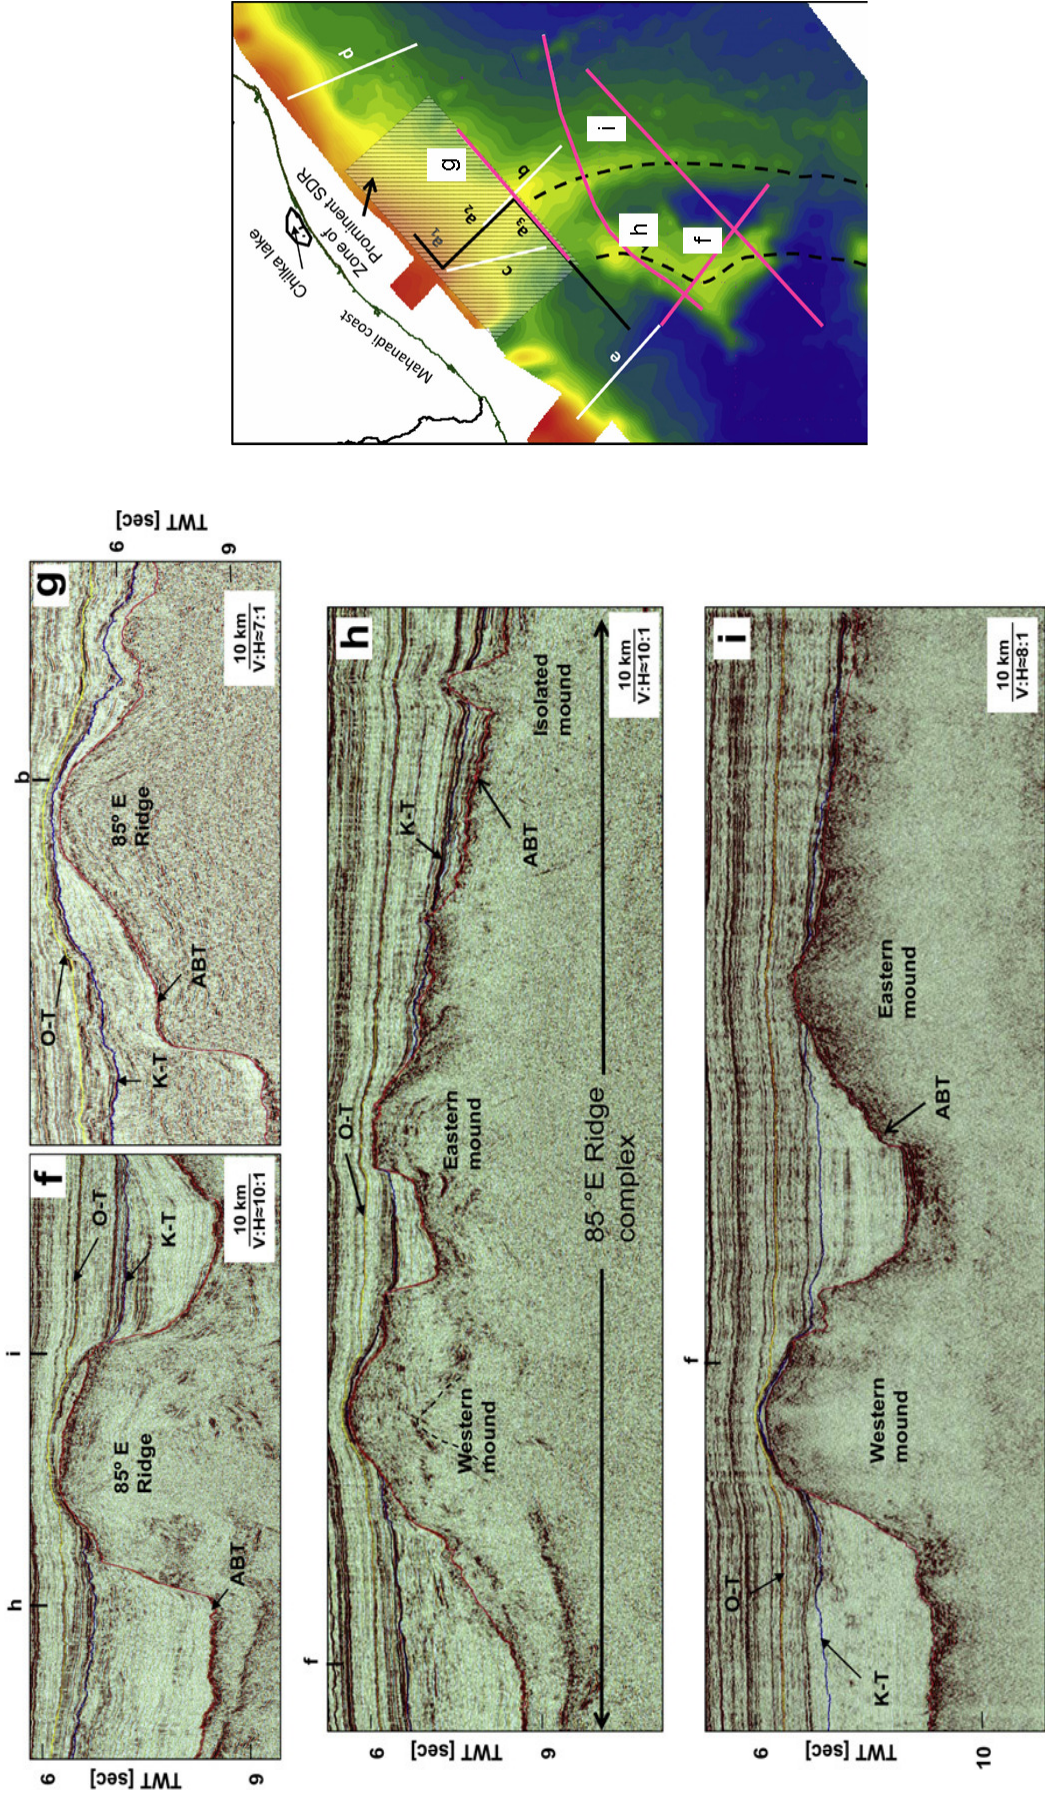 f
h
i
6
9
TWT [sec]
O-T
K-T
85º E
Ridge
ABT
10 km
V:H≈10:1
g
b
6
9
TWT [sec]
O-T
K-T
85º E
Ridge
ABT
10 km
V:H≈7:1
h
f
6
9
TWT [sec]
O-T
K-T
ABT
Western
mound
Eastern
mound
Isolated
mound
85°E Ridge
complex
10 km
V:H≈10:1
i
f
6
10
TWT [sec]
O-T
K-T
ABT
Western
mound
Eastern
mound
10 km
V:H≈8:1
Chilka lake
Mahanadi coast
Zone of
Prominent SDR
a1
a2
a3
b
c
d
e
f
g
h
i